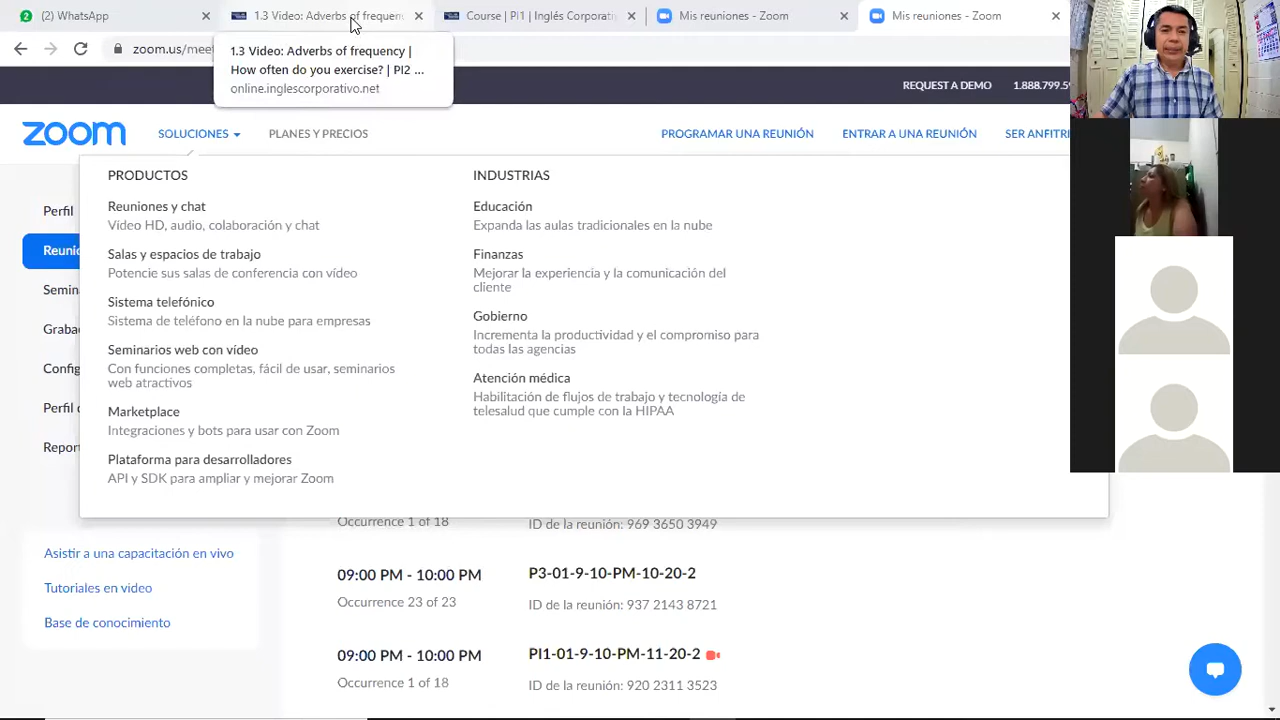 (2) WhatsApp
1.3 Video: Adverbs of frequency
Course | PI1 | Inglés Corporati
Mis reuniones - Zoom
Mis reuniones - Zoom
zoom.us/meet
1.3 Video: Adverbs of frequency |
How often do you exercise? | PI2 ...
online.inglescorporativo.net
REQUEST A DEMO
1.888.799.5
zoom
SOLUCIONES
PLANES Y PRECIOS
PROGRAMAR UNA REUNIÓN
ENTRAR A UNA REUNIÓN
SER ANFITRI
Perfil
Reunio
Semina
Graba
Config
Perfil
Report
PRODUCTOS
Reuniones y chat
Vídeo HD, audio, colaboración y chat
Salas y espacios de trabajo
Potencie sus salas de conferencia con vídeo
Sistema telefónico
Sistema de teléfono en la nube para empresas
Seminarios web con vídeo
Con funciones completas, fácil de usar, seminarios
web atractivos
Marketplace
Integraciones y bots para usar con Zoom
Plataforma para desarrolladores
API y SDK para ampliar y mejorar Zoom
INDUSTRIAS
Educación
Expanda las aulas tradicionales en la nube
Finanzas
Mejorar la experiencia y la comunicación del
cliente
Gobierno
Incrementa la productividad y el compromiso para
todas las agencias
Atención médica
Habilitación de flujos de trabajo y tecnología de
telesalud que cumple con la HIPAA
Occurrence 1 of 18
ID de la reunión: 969 3650 3949
Asistir a una capacitación en vivo
Tutoriales en video
Base de conocimiento
09:00 PM - 10:00 PM
P3-01-9-10-PM-10-20-2
Occurrence 23 of 23
ID de la reunión: 937 2143 8721
09:00 PM - 10:00 PM
PI1-01-9-10-PM-11-20-2
Occurrence 1 of 18
ID de la reunión: 920 2311 3523